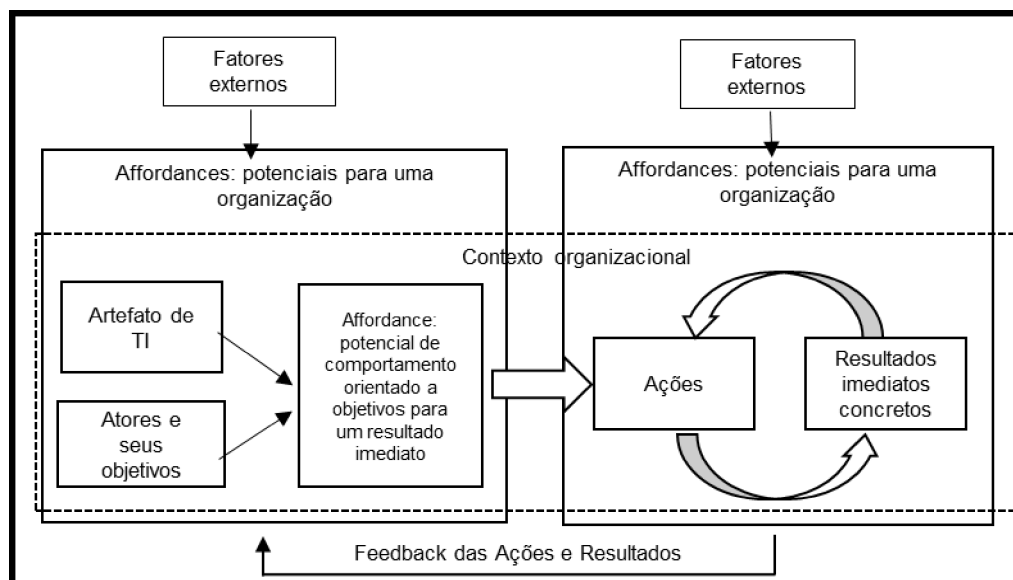 Fatores
externos
Fatores
externos
Affordances: potenciais para uma
organização
Affordances: potenciais para uma
organização
Contexto organizacional
Artefato de
TI
Atores e
seus
objetivos
Affordance:
potencial de
comportamento
orientado a
objetivos para
um resultado
imediato
Ações
Resultados
imediatos
concretos
Feedback das Ações e Resultados